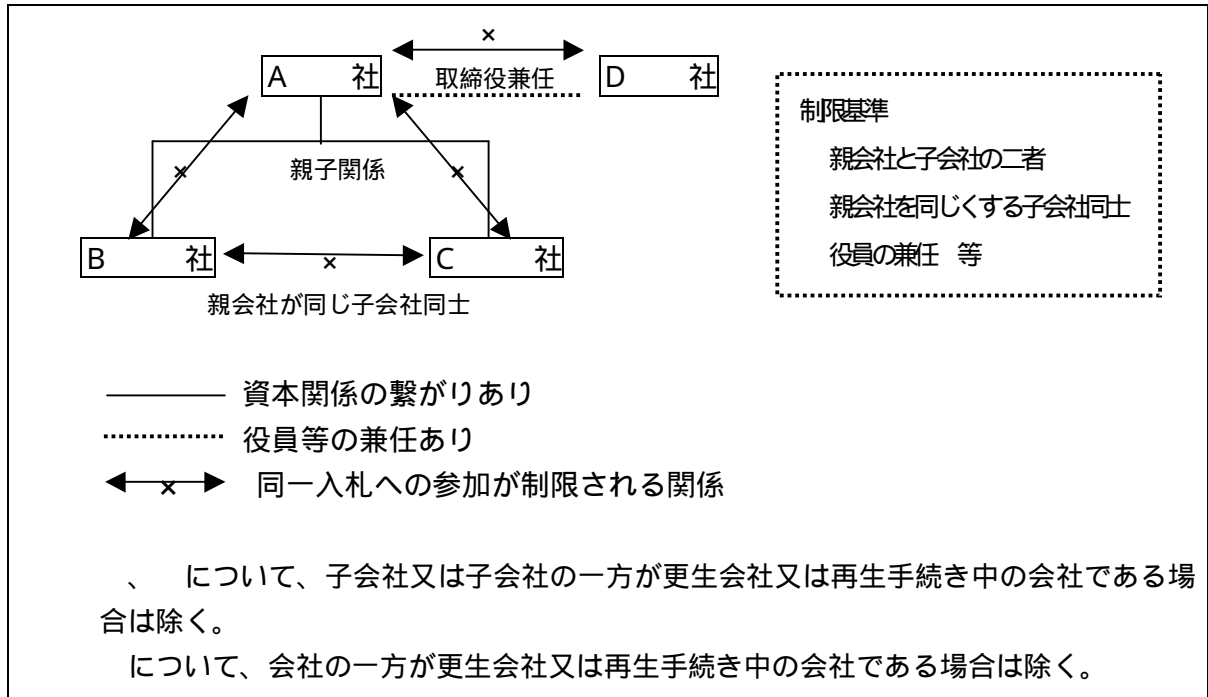 ×
A 社
取締役兼任
D 社
制限基準
親会社と子会社の二者
親会社を同じくする子会社同士
役員の兼任 等
×
親子関係
×
B 社
×
C 社
親会社が同じ子会社同士
資本関係の繋がりあり
役員等の兼任あり
× 同一入札への参加が制限される関係
、 について、子会社又は子会社の一方が更生会社又は再生手続き中の会社である場
合は除く。
について、会社の一方が更生会社又は再生手続き中の会社である場合は除く。